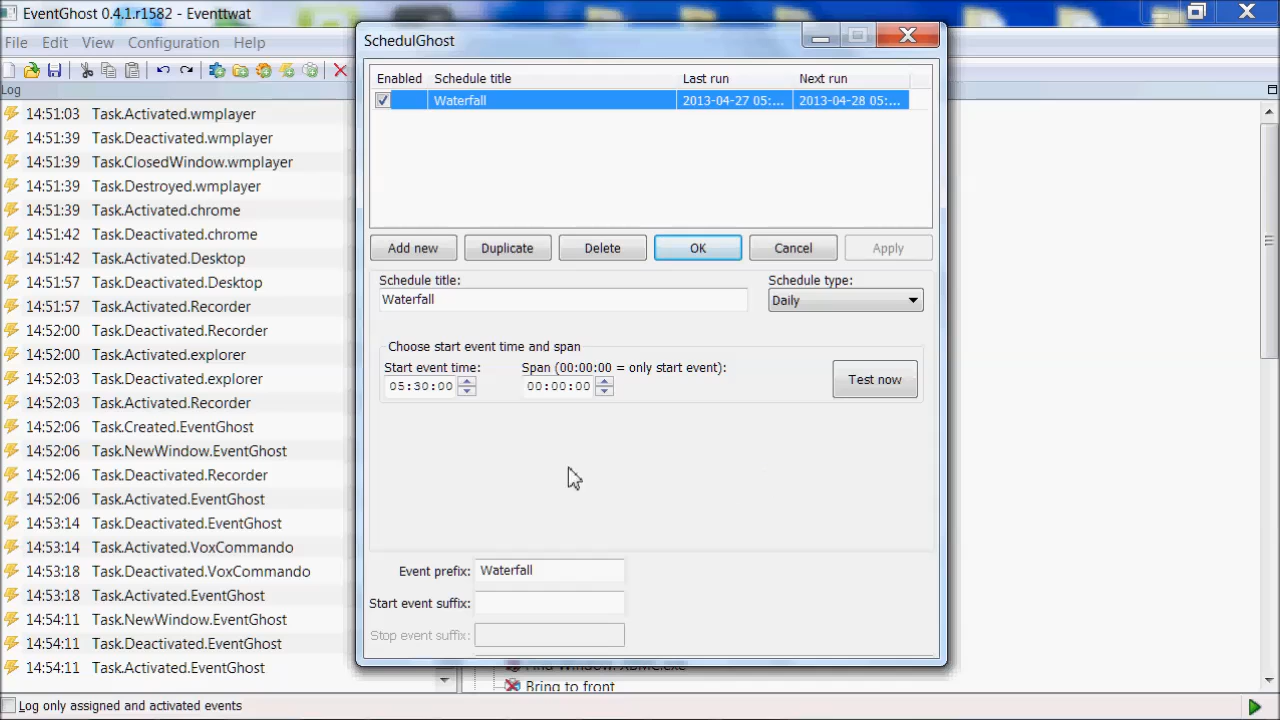 EventGhost 0.4.1.r1582 - Eventtwat
File Edit View Configuration Help
Log
14:51:03 Task.Activated.wmplayer
14:51:39 Task.Deactivated.wmplayer
14:51:39 Task.ClosedWindow.wmplayer
14:51:39 Task.Destroyed.wmplayer
14:51:39 Task.Activated.chrome
14:51:42 Task.Deactivated.chrome
14:51:42 Task.Activated.Desktop
14:51:57 Task.Deactivated.Desktop
14:51:57 Task.Activated.Recorder
14:52:00 Task.Deactivated.Recorder
14:52:00 Task.Activated.explorer
14:52:03 Task.Deactivated.explorer
14:52:03 Task.Activated.Recorder
14:52:06 Task.Created.EventGhost
14:52:06 Task.NewWindow.EventGhost
14:52:06 Task.Deactivated.Recorder
14:52:06 Task.Activated.EventGhost
14:53:14 Task.Deactivated.EventGhost
14:53:14 Task.Activated.VoxCommando
14:53:18 Task.Deactivated.VoxCommando
14:53:18 Task.Activated.EventGhost
14:54:11 Task.NewWindow.EventGhost
14:54:11 Task.Deactivated.EventGhost
14:54:11 Task.Activated.EventGhost
Log only assigned and activated events
SchedulGhost
Enabled Schedule title Last run Next run
Waterfall 2013-04-27 05:... 2013-04-28 05:...
Add new Duplicate Delete OK Cancel Apply
Schedule title: Schedule type:
Waterfall Daily
Choose start event time and span
Start event time: Span (00:00:00 = only start event):
05:30:00 00:00:00 Test now
Event prefix: Waterfall
Start event suffix:
Stop event suffix:
Find Window: XBMC.exe
Bring to front